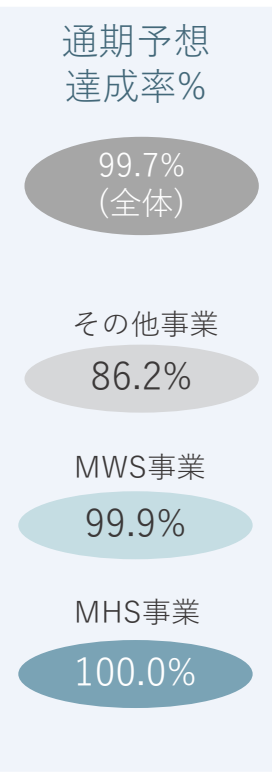 通期予想
達成率%
99.7%
(全体)
その他事業
86.2%
MWS事業
99.9%
MHS事業
100.0%